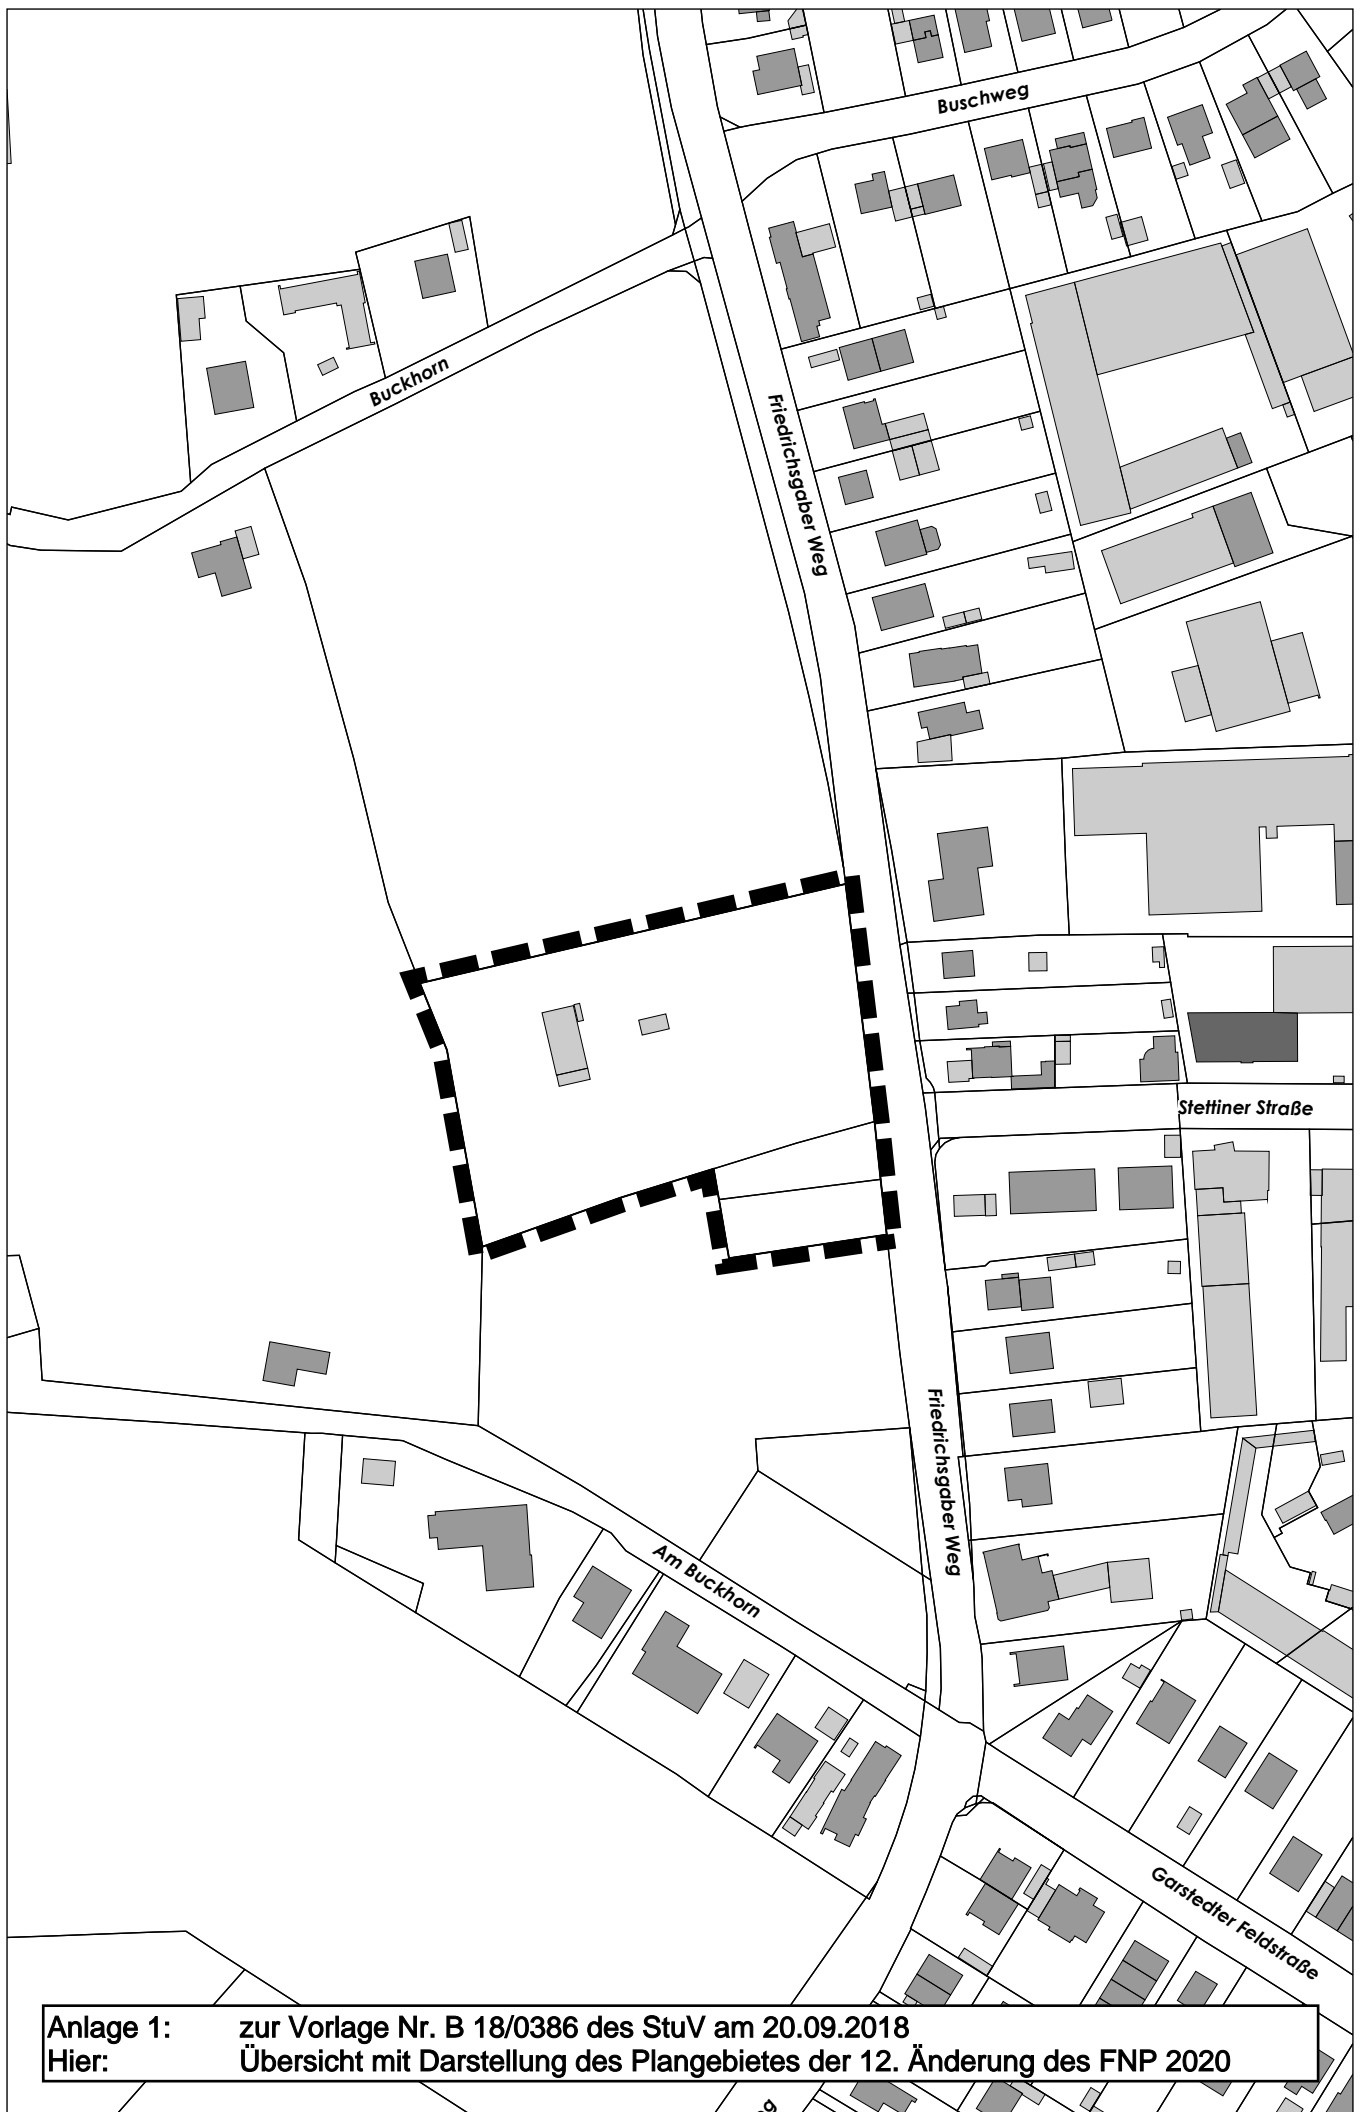 Buschweg
Buckhorn
Friedrichsgaber Weg
Stettiner Straße
Friedrichsgaber Weg
Am Buckhorn
Garstedter Feldstraße
Anlage 1: zur Vorlage Nr. B 18/0386 des StuV am 20.09.2018
Hier: Übersicht mit Darstellung des Plangebietes der 12. Änderung des FNP 2020